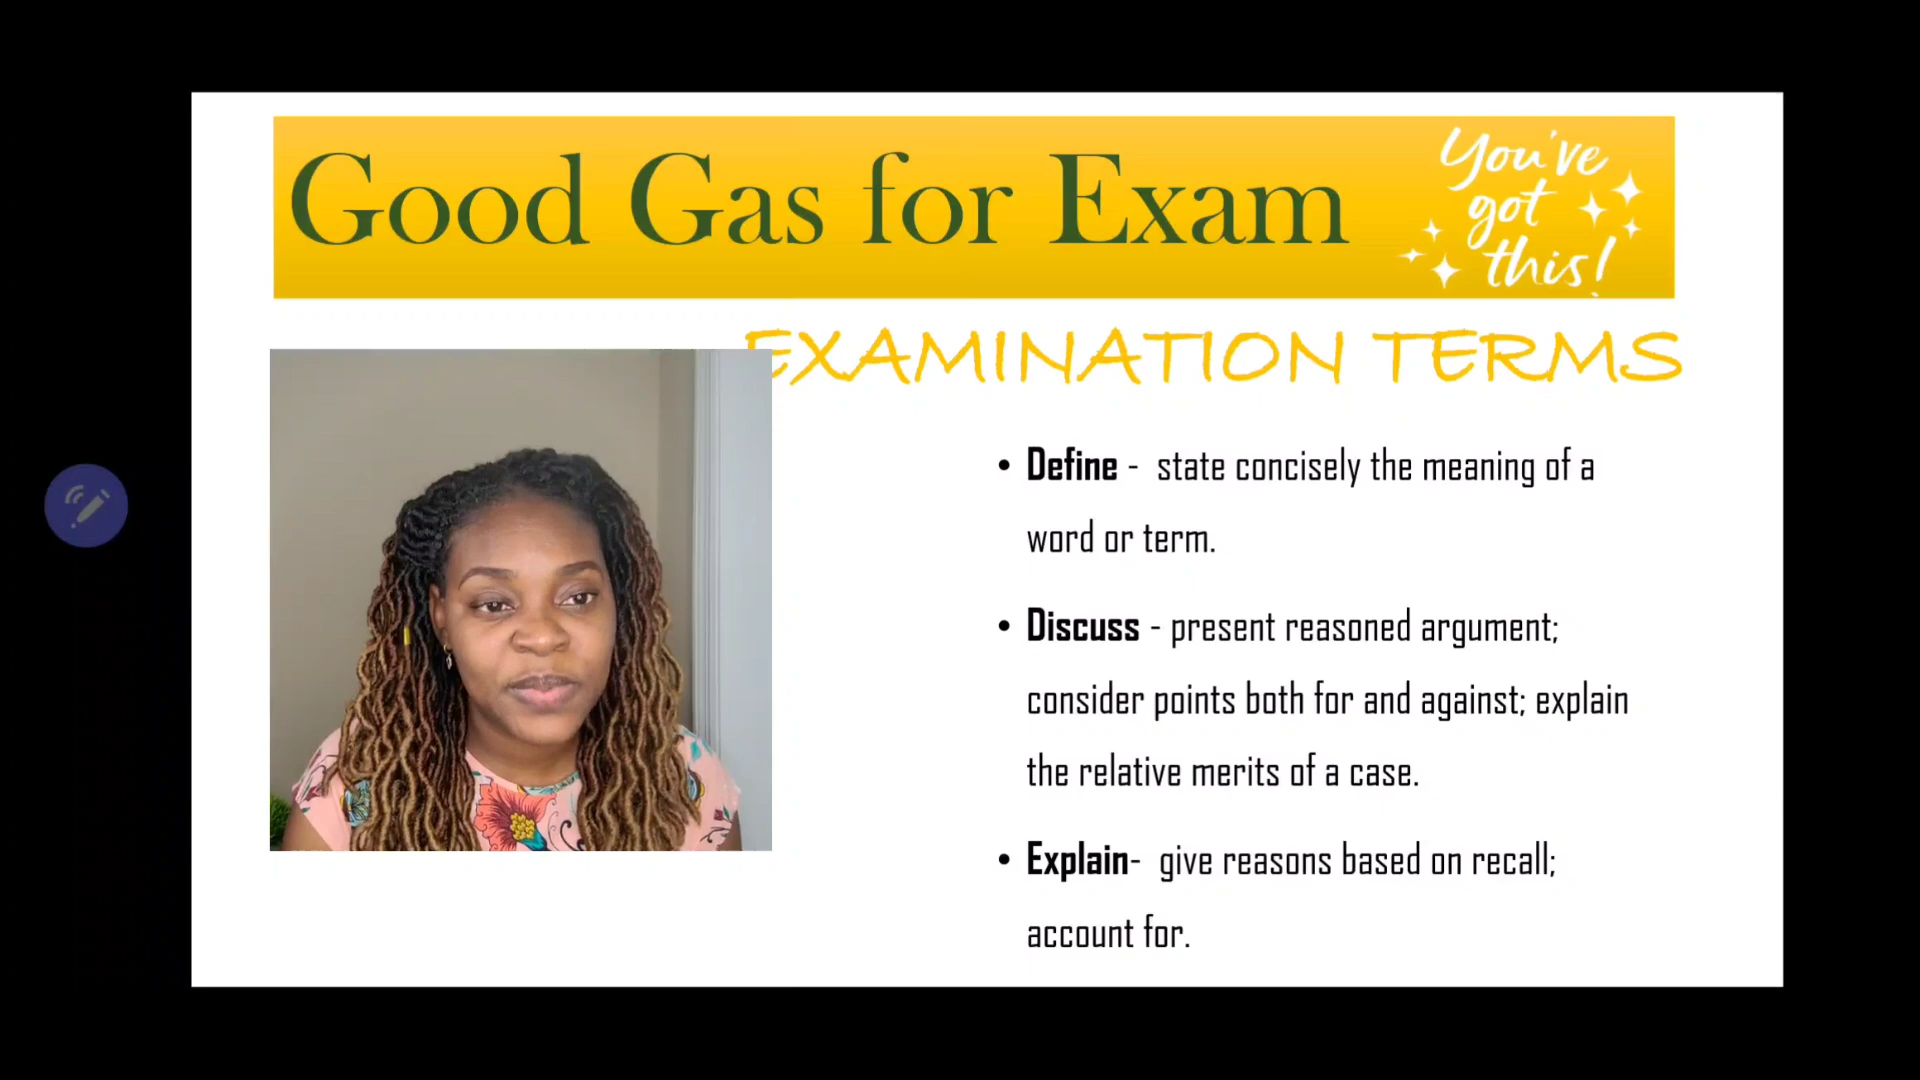 Good Gas for Exam
You've
got
this!
EXAMINATION TERMS
• Define - state concisely the meaning of a
word or term.
• Discuss - present reasoned argument;
consider points both for and against; explain
the relative merits of a case.
• Explain- give reasons based on recall;
account for.